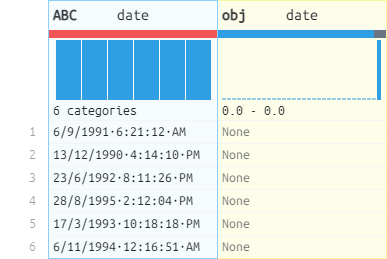 ABC date obj date
6 categories 0.0 - 0.0
1 6/9/1991·6:21:12·AM None
2 13/12/1990·4:14:10·PM None
3 23/6/1992·8:11:26·PM None
4 28/8/1995·2:12:04·PM None
5 17/3/1993·10:18:18·PM None
6 6/11/1994·12:16:51·AM None